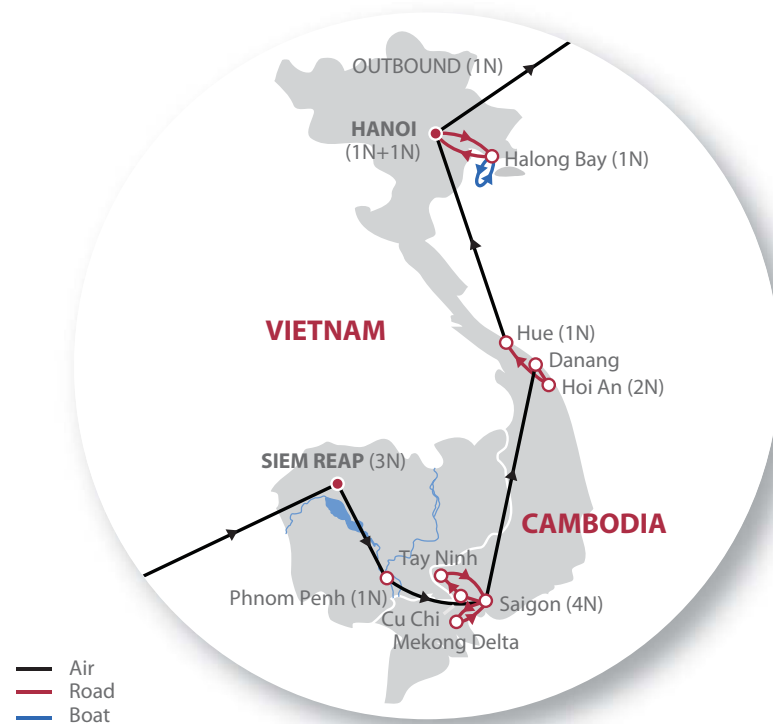 OUTBOUND (1N)
HANOI
(1N+1N)
Halong Bay (1N)
VIETNAM
Hue (1N)
Danang
Hoi An (2N)
SIEM REAP (3N)
CAMBODIA
Tay Ninh
Phnom Penh (1N)
Saigon (4N)
Cu Chi
Mekong Delta
Air
Road
Boat